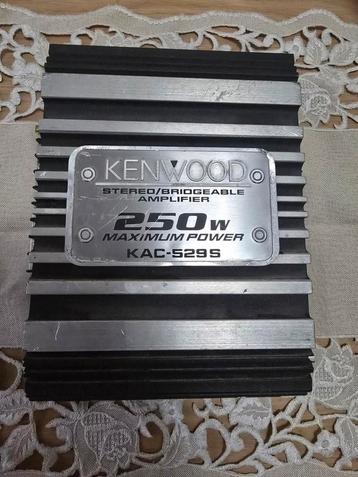 KENWOOD
STEREO/BRIDGEABLE
AMPLIFIER
250W
MAXIMUM POWER
KAC-529S